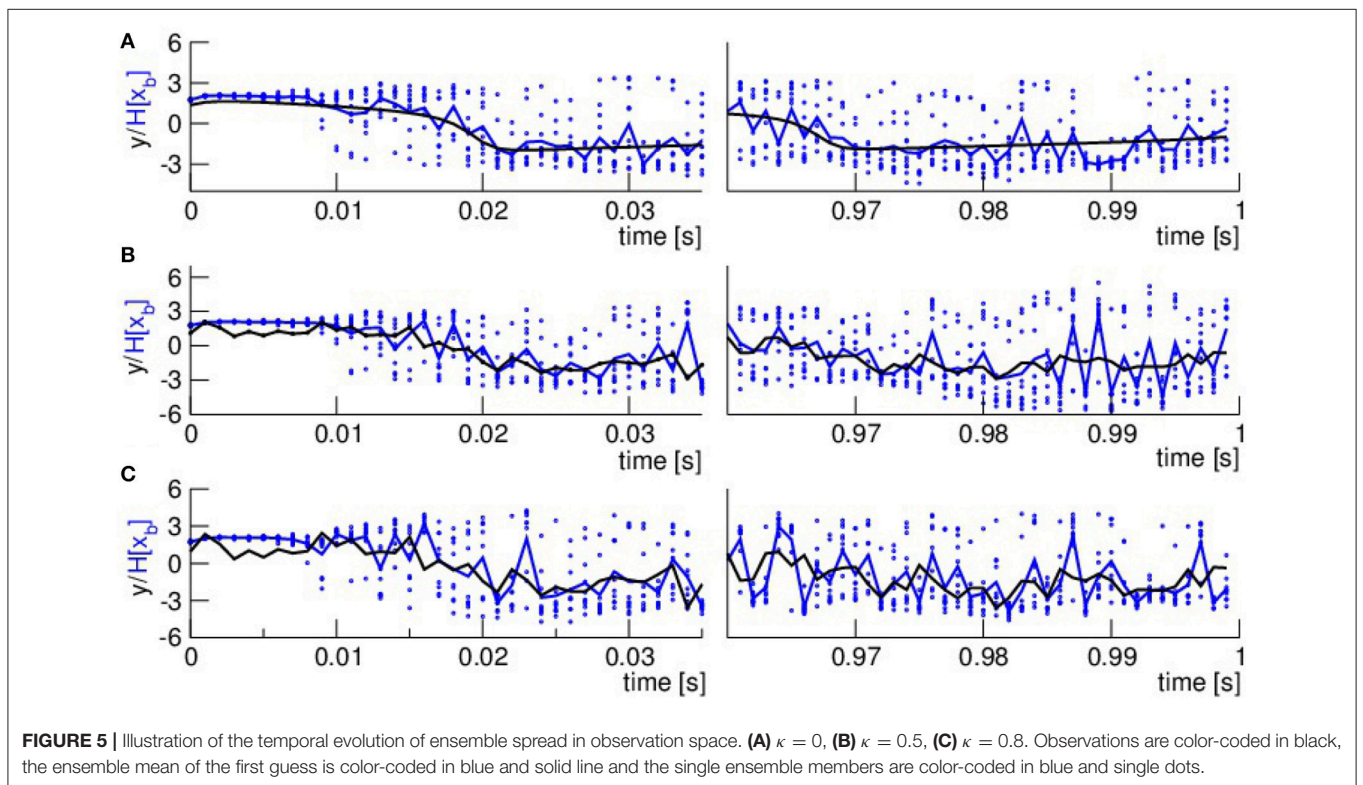 A
6
3
0
-3
y/H[x_b]
0 0.01 0.02 0.03 0.97 0.98 0.99 1
time [s] time [s]
B
6
3
0
-3
-6
y/H[x_b]
0 0.01 0.02 0.03 0.97 0.98 0.99 1
time [s] time [s]
C
6
3
0
-3
-6
y/H[x_b]
0 0.01 0.02 0.03 0.97 0.98 0.99 1
time [s] time [s]
FIGURE 5 | Illustration of the temporal evolution of ensemble spread in observation space. (A) κ = 0, (B) κ = 0.5, (C) κ = 0.8. Observations are color-coded in black,
the ensemble mean of the first guess is color-coded in blue and solid line and the single ensemble members are color-coded in blue and single dots.